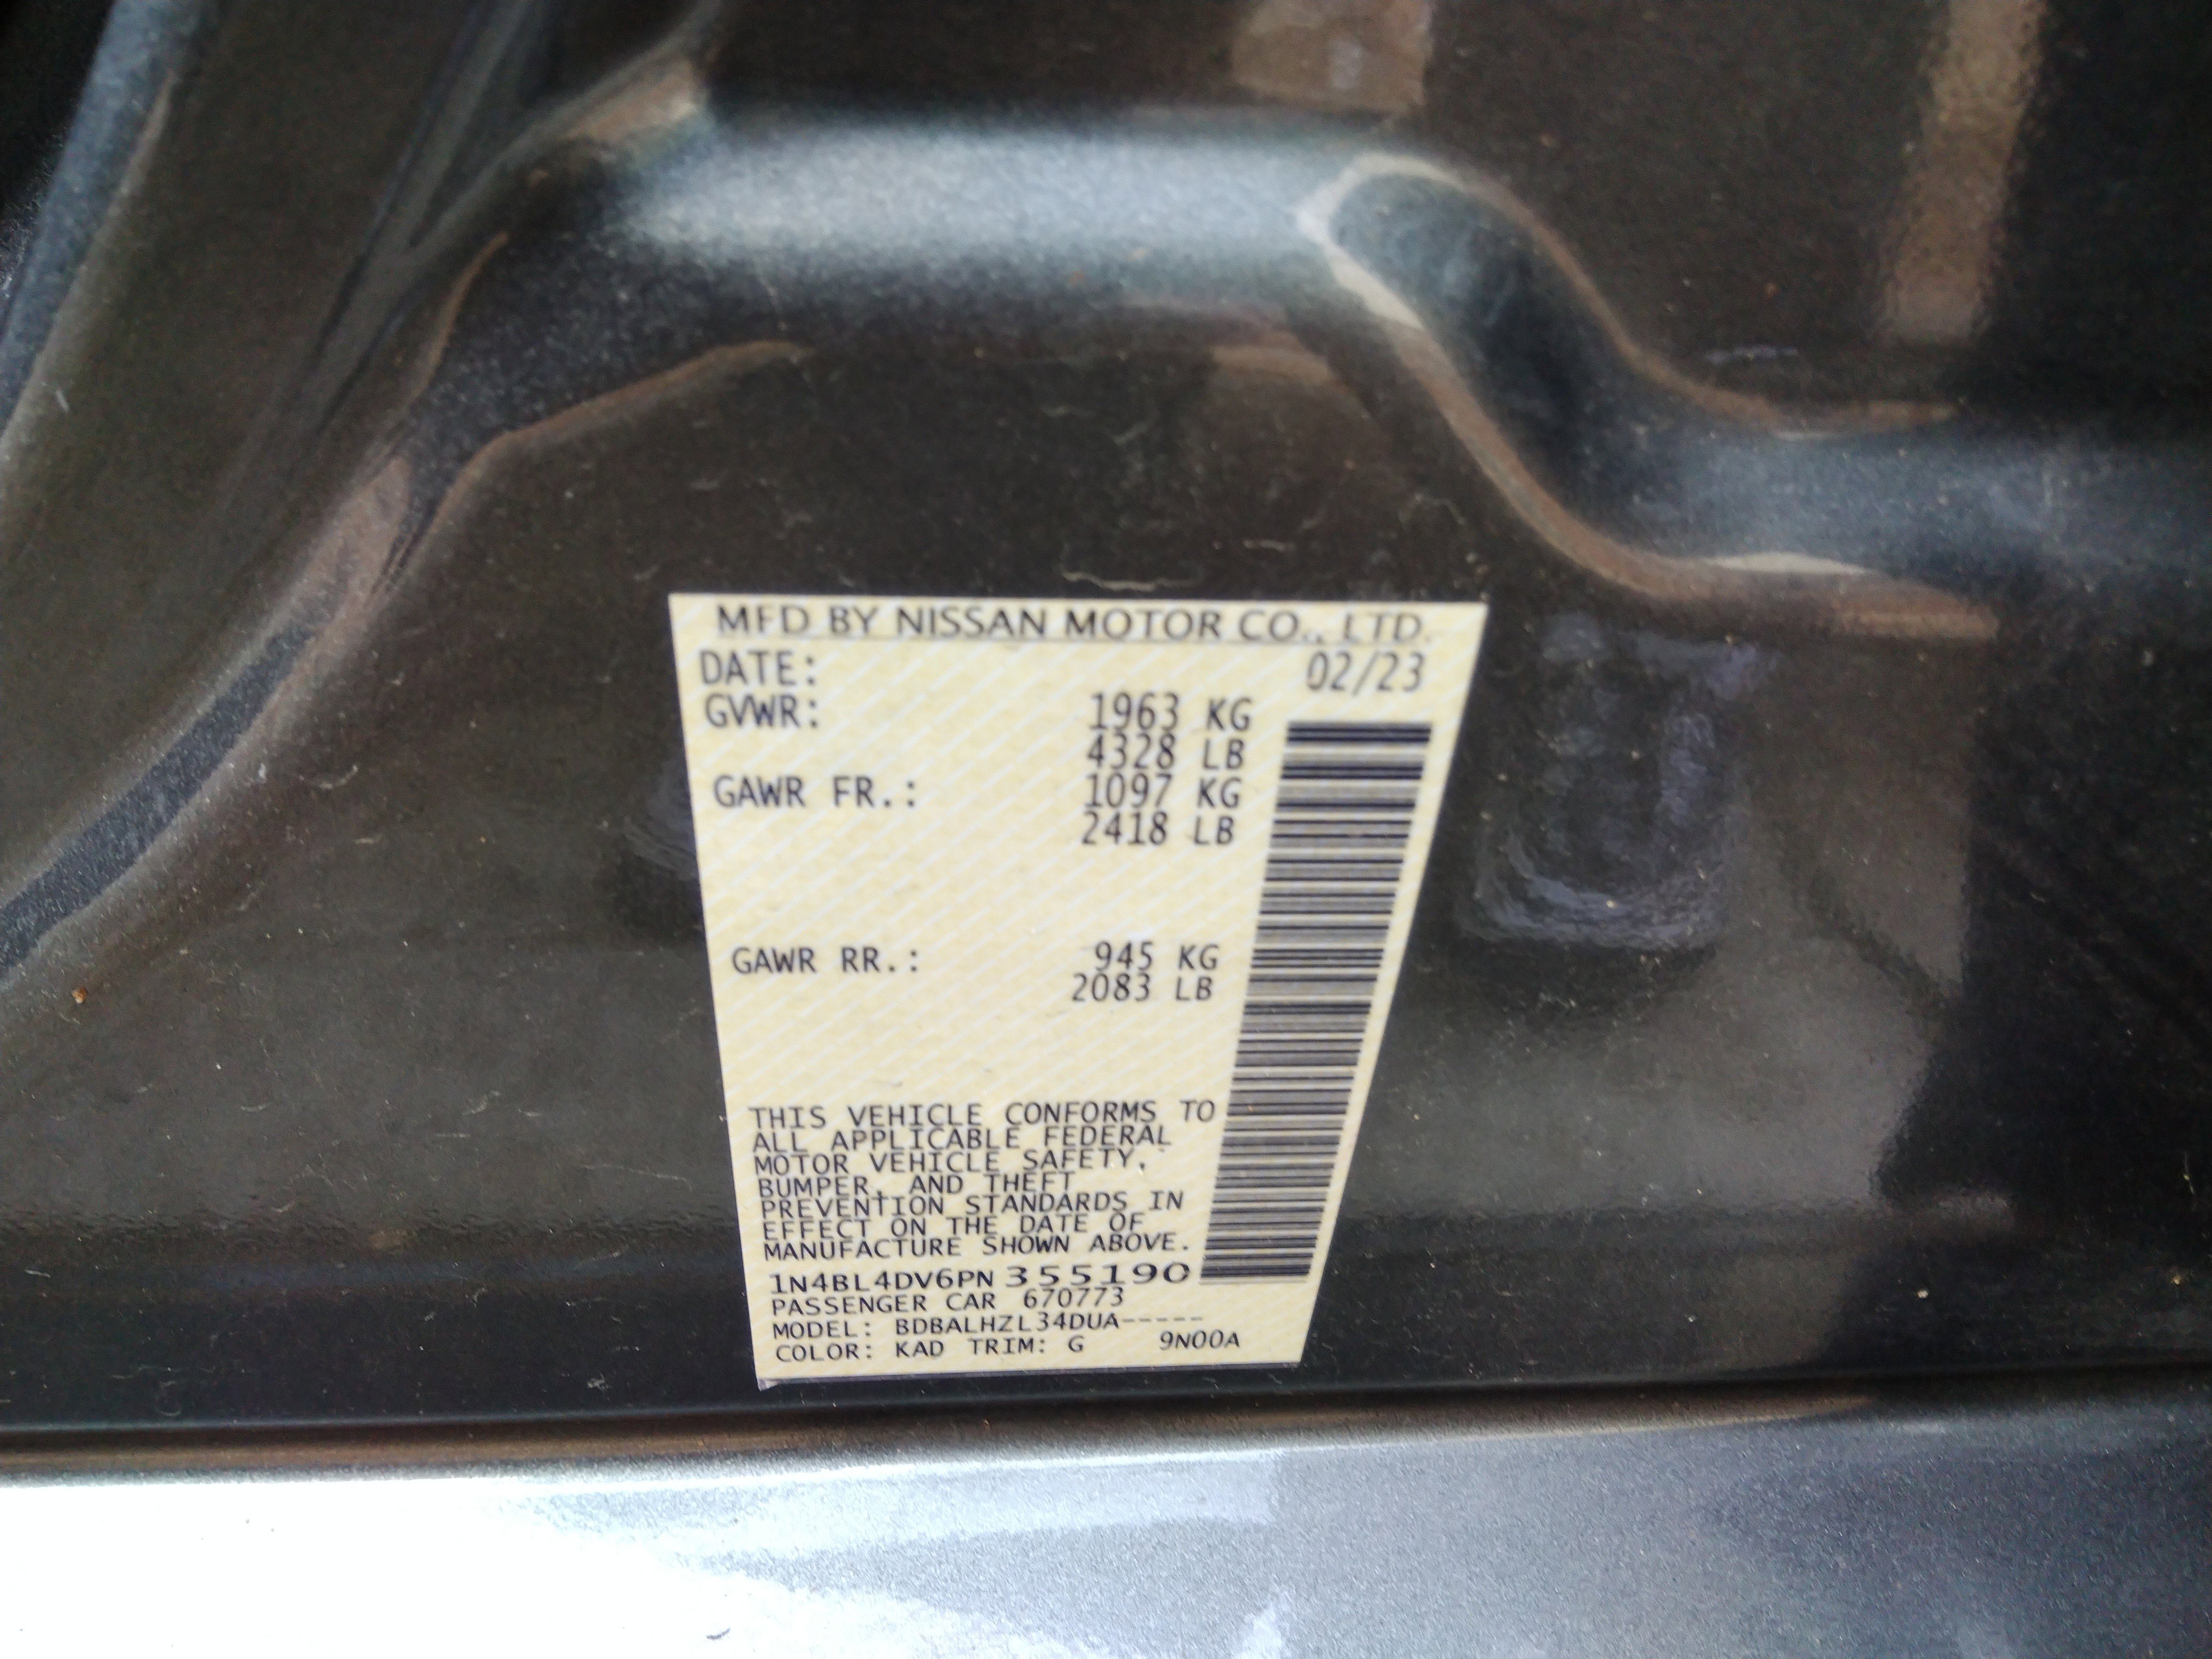 MFD BY NISSAN MOTOR CO., LTD.
DATE: 02/23
GVWR: 1963 KG
4328 LB
GAWR FR.: 1097 KG
2418 LB
GAWR RR.: 945 KG
2083 LB
THIS VEHICLE CONFORMS TO
ALL APPLICABLE FEDERAL
MOTOR VEHICLE SAFETY,
BUMPER, AND THEFT
PREVENTION STANDARDS IN
EFFECT ON THE DATE OF
MANUFACTURE SHOWN ABOVE.
1N4BL4DV6PN355190
PASSENGER CAR 670773
MODEL: BDBALHZL34DUA-----
COLOR: KAD TRIM: G 9N00A